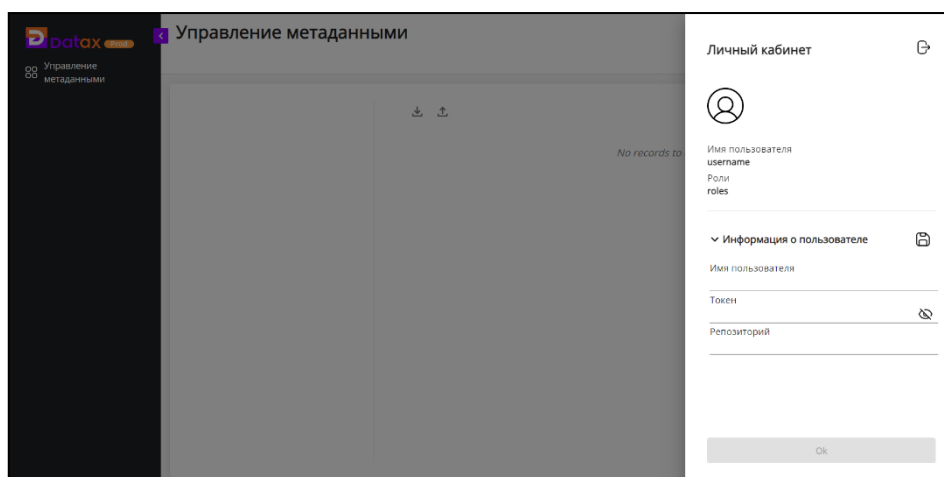 Datax Prod
Управление метаданными
Управление
метаданными
No records to
Личный кабинет
Имя пользователя
username
Роли
roles
Информация о пользователе
Имя пользователя
Токен
Репозиторий
Ok